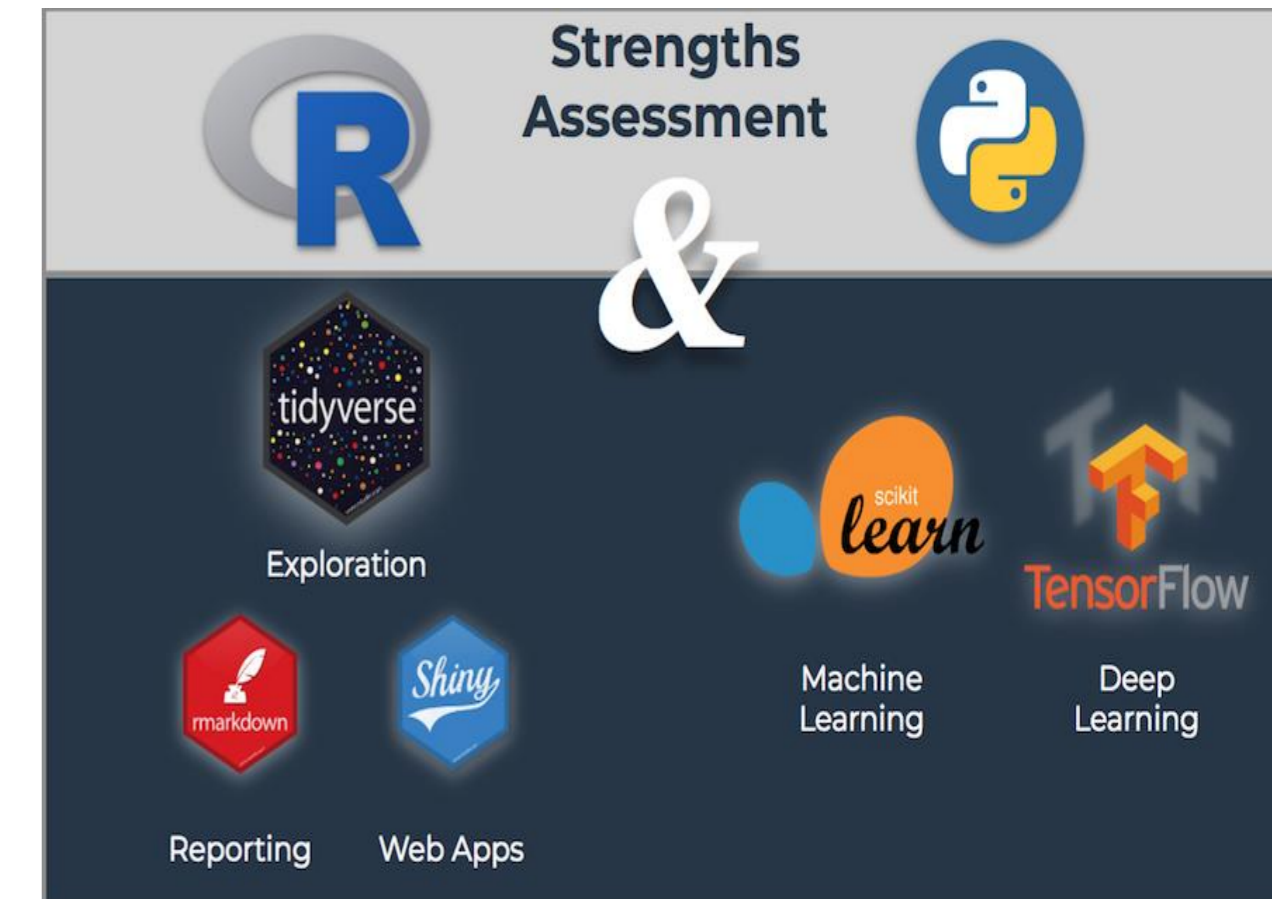 Strengths
Assessment
R
&
tidyverse
Exploration
scikit
learn
TensorFlow
Machine
Learning
Deep
Learning
rmarkdown
Shiny
Reporting
Web Apps